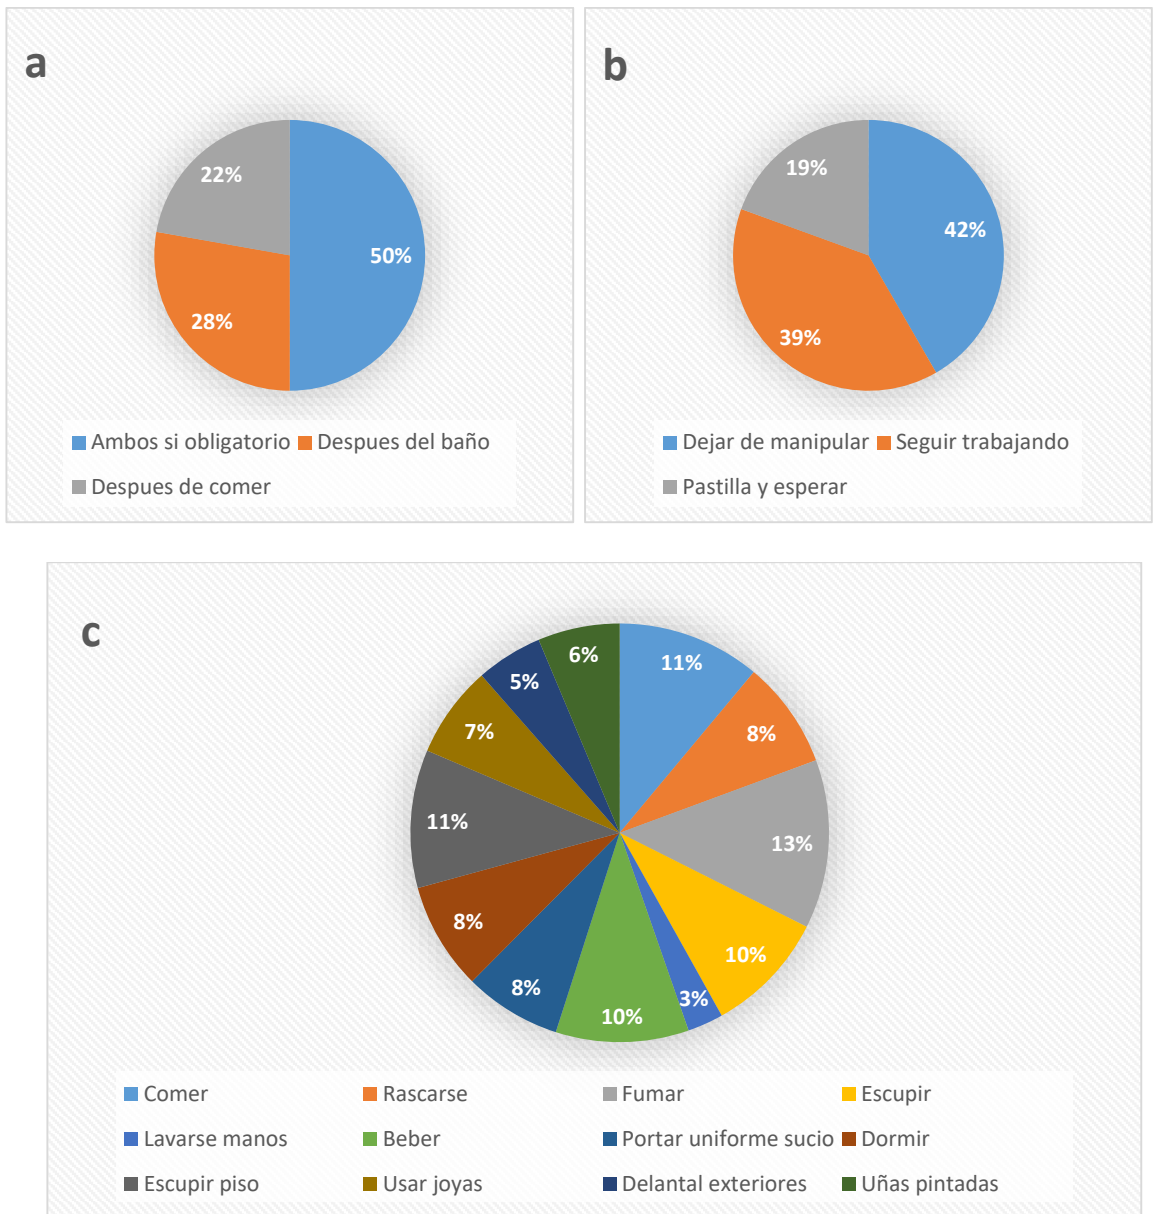 a
22%
50%
28%
Ambos si obligatorio Despues del baño
Despues de comer
b
19%
42%
39%
Dejar de manipular Seguir trabajando
Pastilla y esperar
c
6%
11%
5%
7%
8%
11%
13%
8%
10%
8%
3%
10%
Comer Rascarse Fumar Escupir
Lavarse manos Beber Portar uniforme sucio Dormir
Escupir piso Usar joyas Delantal exteriores Uñas pintadas